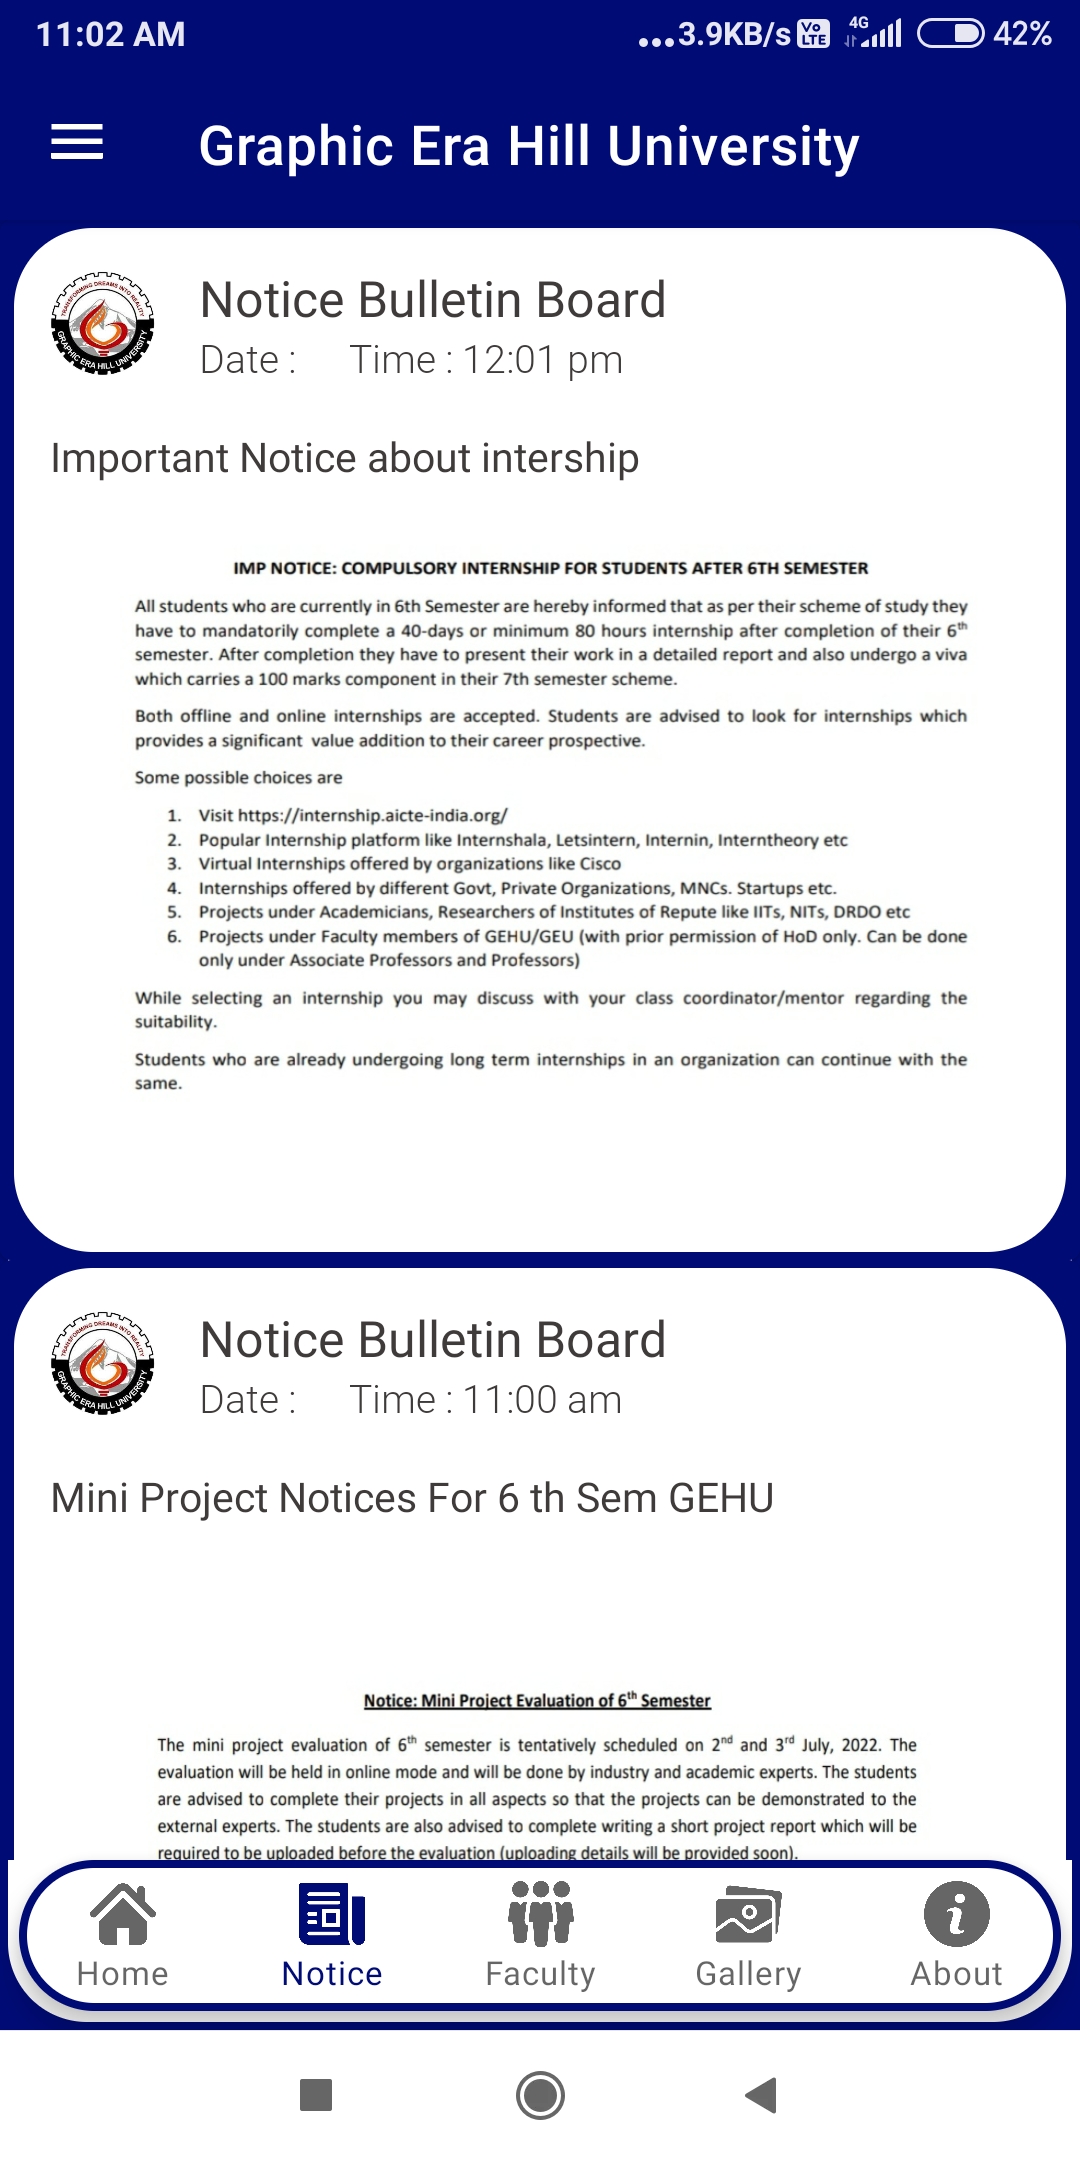 11:02 AM
...3.9KB/s Vo LTE 4G 42%
Graphic Era Hill University
TRANSFORMING DREAMS INTO REALITY
GRAPHIC ERA HILL UNIVERSITY
Notice Bulletin Board
Date : Time : 12:01 pm
Important Notice about intership
IMP NOTICE: COMPULSORY INTERNSHIP FOR STUDENTS AFTER 6TH SEMESTER
All students who are currently in 6th Semester are hereby informed that as per their scheme of study they
have to mandatorily complete a 40-days or minimum 80 hours internship after completion of their 6th
semester. After completion they have to present their work in a detailed report and also undergo a viva
which carries a 100 marks component in their 7th semester scheme.
Both offline and online internships are accepted. Students are advised to look for internships which
provides a significant value addition to their career prospective.
Some possible choices are
1. Visit https://internship.aicte-india.org/
2. Popular Internship platform like Internshala, Letsintern, Internin, Interntheory etc
3. Virtual Internships offered by organizations like Cisco
4. Internships offered by different Govt, Private Organizations, MNCs. Startups etc.
5. Projects under Academicians, Researchers of Institutes of Repute like IITs, NITs, DRDO etc
6. Projects under Faculty members of GEHU/GEU (with prior permission of HoD only. Can be done
only under Associate Professors and Professors)
While selecting an internship you may discuss with your class coordinator/mentor regarding the
suitability.
Students who are already undergoing long term internships in an organization can continue with the
same.
TRANSFORMING DREAMS INTO REALITY
GRAPHIC ERA HILL UNIVERSITY
Notice Bulletin Board
Date : Time : 11:00 am
Mini Project Notices For 6 th Sem GEHU
Notice: Mini Project Evaluation of 6th Semester
The mini project evaluation of 6th semester is tentatively scheduled on 2nd and 3rd July, 2022. The
evaluation will be held in online mode and will be done by industry and academic experts. The students
are advised to complete their projects in all aspects so that the projects can be demonstrated to the
external experts. The students are also advised to complete writing a short project report which will be
required to be uploaded before the evaluation (uploading details will be provided soon).
Home Notice Faculty Gallery About